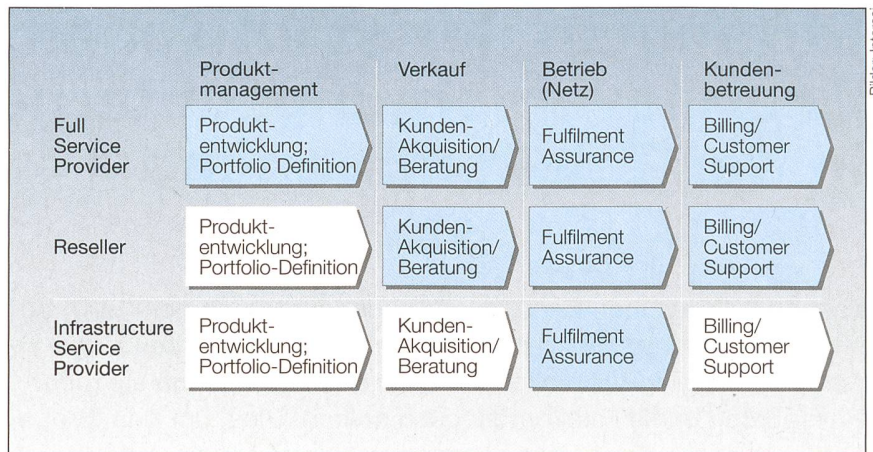 Produkt-
management
Verkauf
Betrieb
(Netz)
Kunden-
betreuung
Full
Service
Provider
Produkt-
entwicklung;
Portfolio Definition
Kunden-
Akquisition/
Beratung
Fulfilment
Assurance
Billing/
Customer
Support
Reseller
Produkt-
entwicklung;
Portfolio-Definition
Kunden-
Akquisition/
Beratung
Fulfilment
Assurance
Billing/
Customer
Support
Infrastructure
Service
Provider
Produkt-
entwicklung;
Portfolio-Definition
Kunden-
Akquisition/
Beratung
Fulfilment
Assurance
Billing/
Customer
Support